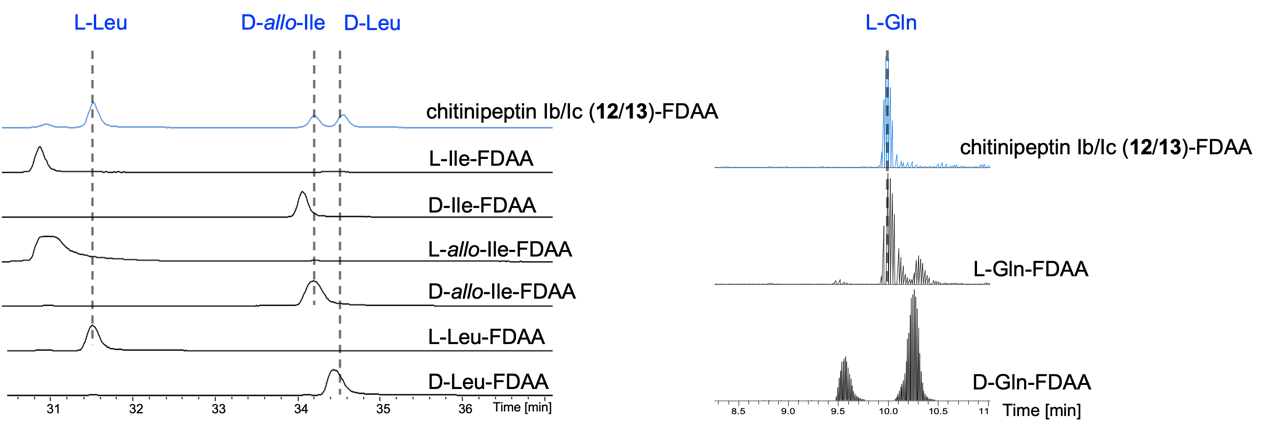 L-Leu D-allo-Ile D-Leu
chitinipeptin Ib/Ic (12/13)-FDAA
L-Ile-FDAA
D-Ile-FDAA
L-allo-Ile-FDAA
D-allo-Ile-FDAA
L-Leu-FDAA
D-Leu-FDAA
31 32 33 34 35 36 Time [min]
L-Gln
chitinipeptin Ib/Ic (12/13)-FDAA
L-Gln-FDAA
D-Gln-FDAA
8.5 9.0 9.5 10.0 10.5 11 Time [min]